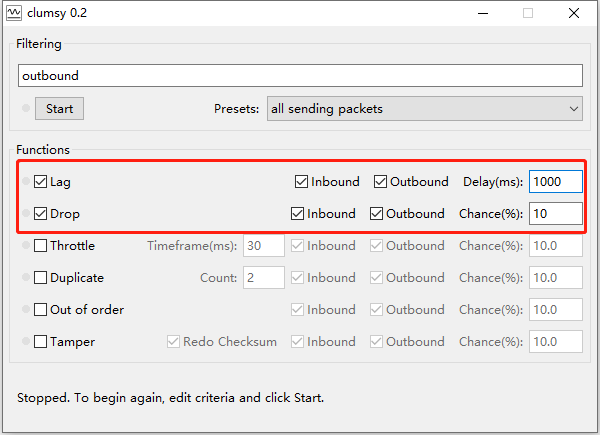 clumsy 0.2
Filtering
outbound
Start Presets: all sending packets
Functions
Lag Inbound Outbound Delay(ms): 1000
Drop Inbound Outbound Chance(%): 10
Throttle Timeframe(ms): 30 Inbound Outbound Chance(%): 10.0
Duplicate Count: 2 Inbound Outbound Chance(%): 10.0
Out of order Inbound Outbound Chance(%): 10.0
Tamper Redo Checksum Inbound Outbound Chance(%): 10.0
Stopped. To begin again, edit criteria and click Start.